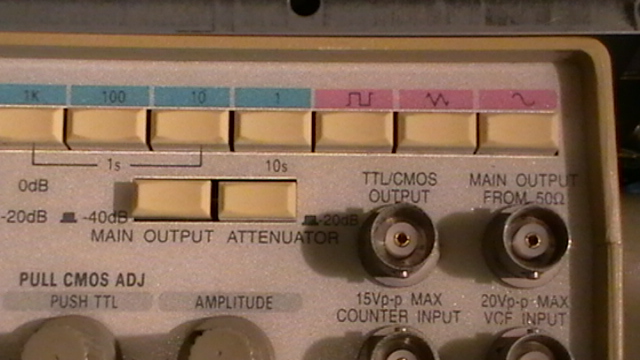 1K 100 10 1
1s 10s
0dB
-20dB -40dB -20dB
MAIN OUTPUT ATTENUATOR
TTL/CMOS
OUTPUT
MAIN OUTPUT
FROM 50Ω
PULL CMOS ADJ
PUSH TTL
AMPLITUDE
15Vp-p MAX
COUNTER INPUT
20Vp-p MAX
VCF INPUT